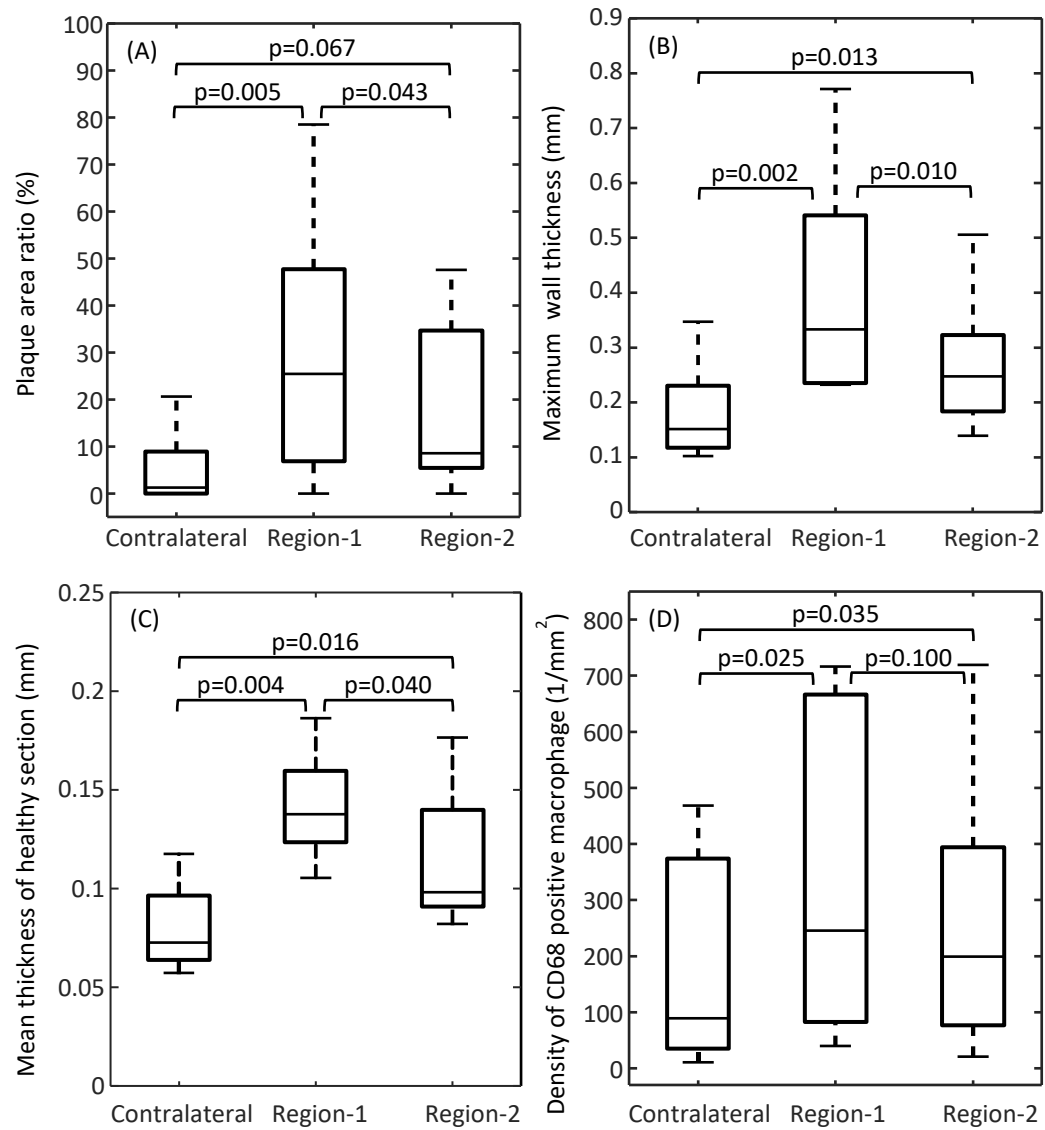 (A)
Plaque area ratio (%)
100
90
80
70
60
50
40
30
20
10
0
p=0.067
p=0.005
p=0.043
Contralateral
Region-1
Region-2
(B)
Maximum wall thickness (mm)
0.9
0.8
0.7
0.6
0.5
0.4
0.3
0.2
0.1
0
p=0.013
p=0.002
p=0.010
Contralateral
Region-1
Region-2
(C)
Mean thickness of healthy section (mm)
0.25
0.2
0.15
0.1
0.05
0
p=0.016
p=0.004
p=0.040
Contralateral
Region-1
Region-2
(D)
Density of CD68 positive macrophage (1/mm²)
800
700
600
500
400
300
200
100
0
p=0.035
p=0.025
p=0.100
Contralateral
Region-1
Region-2